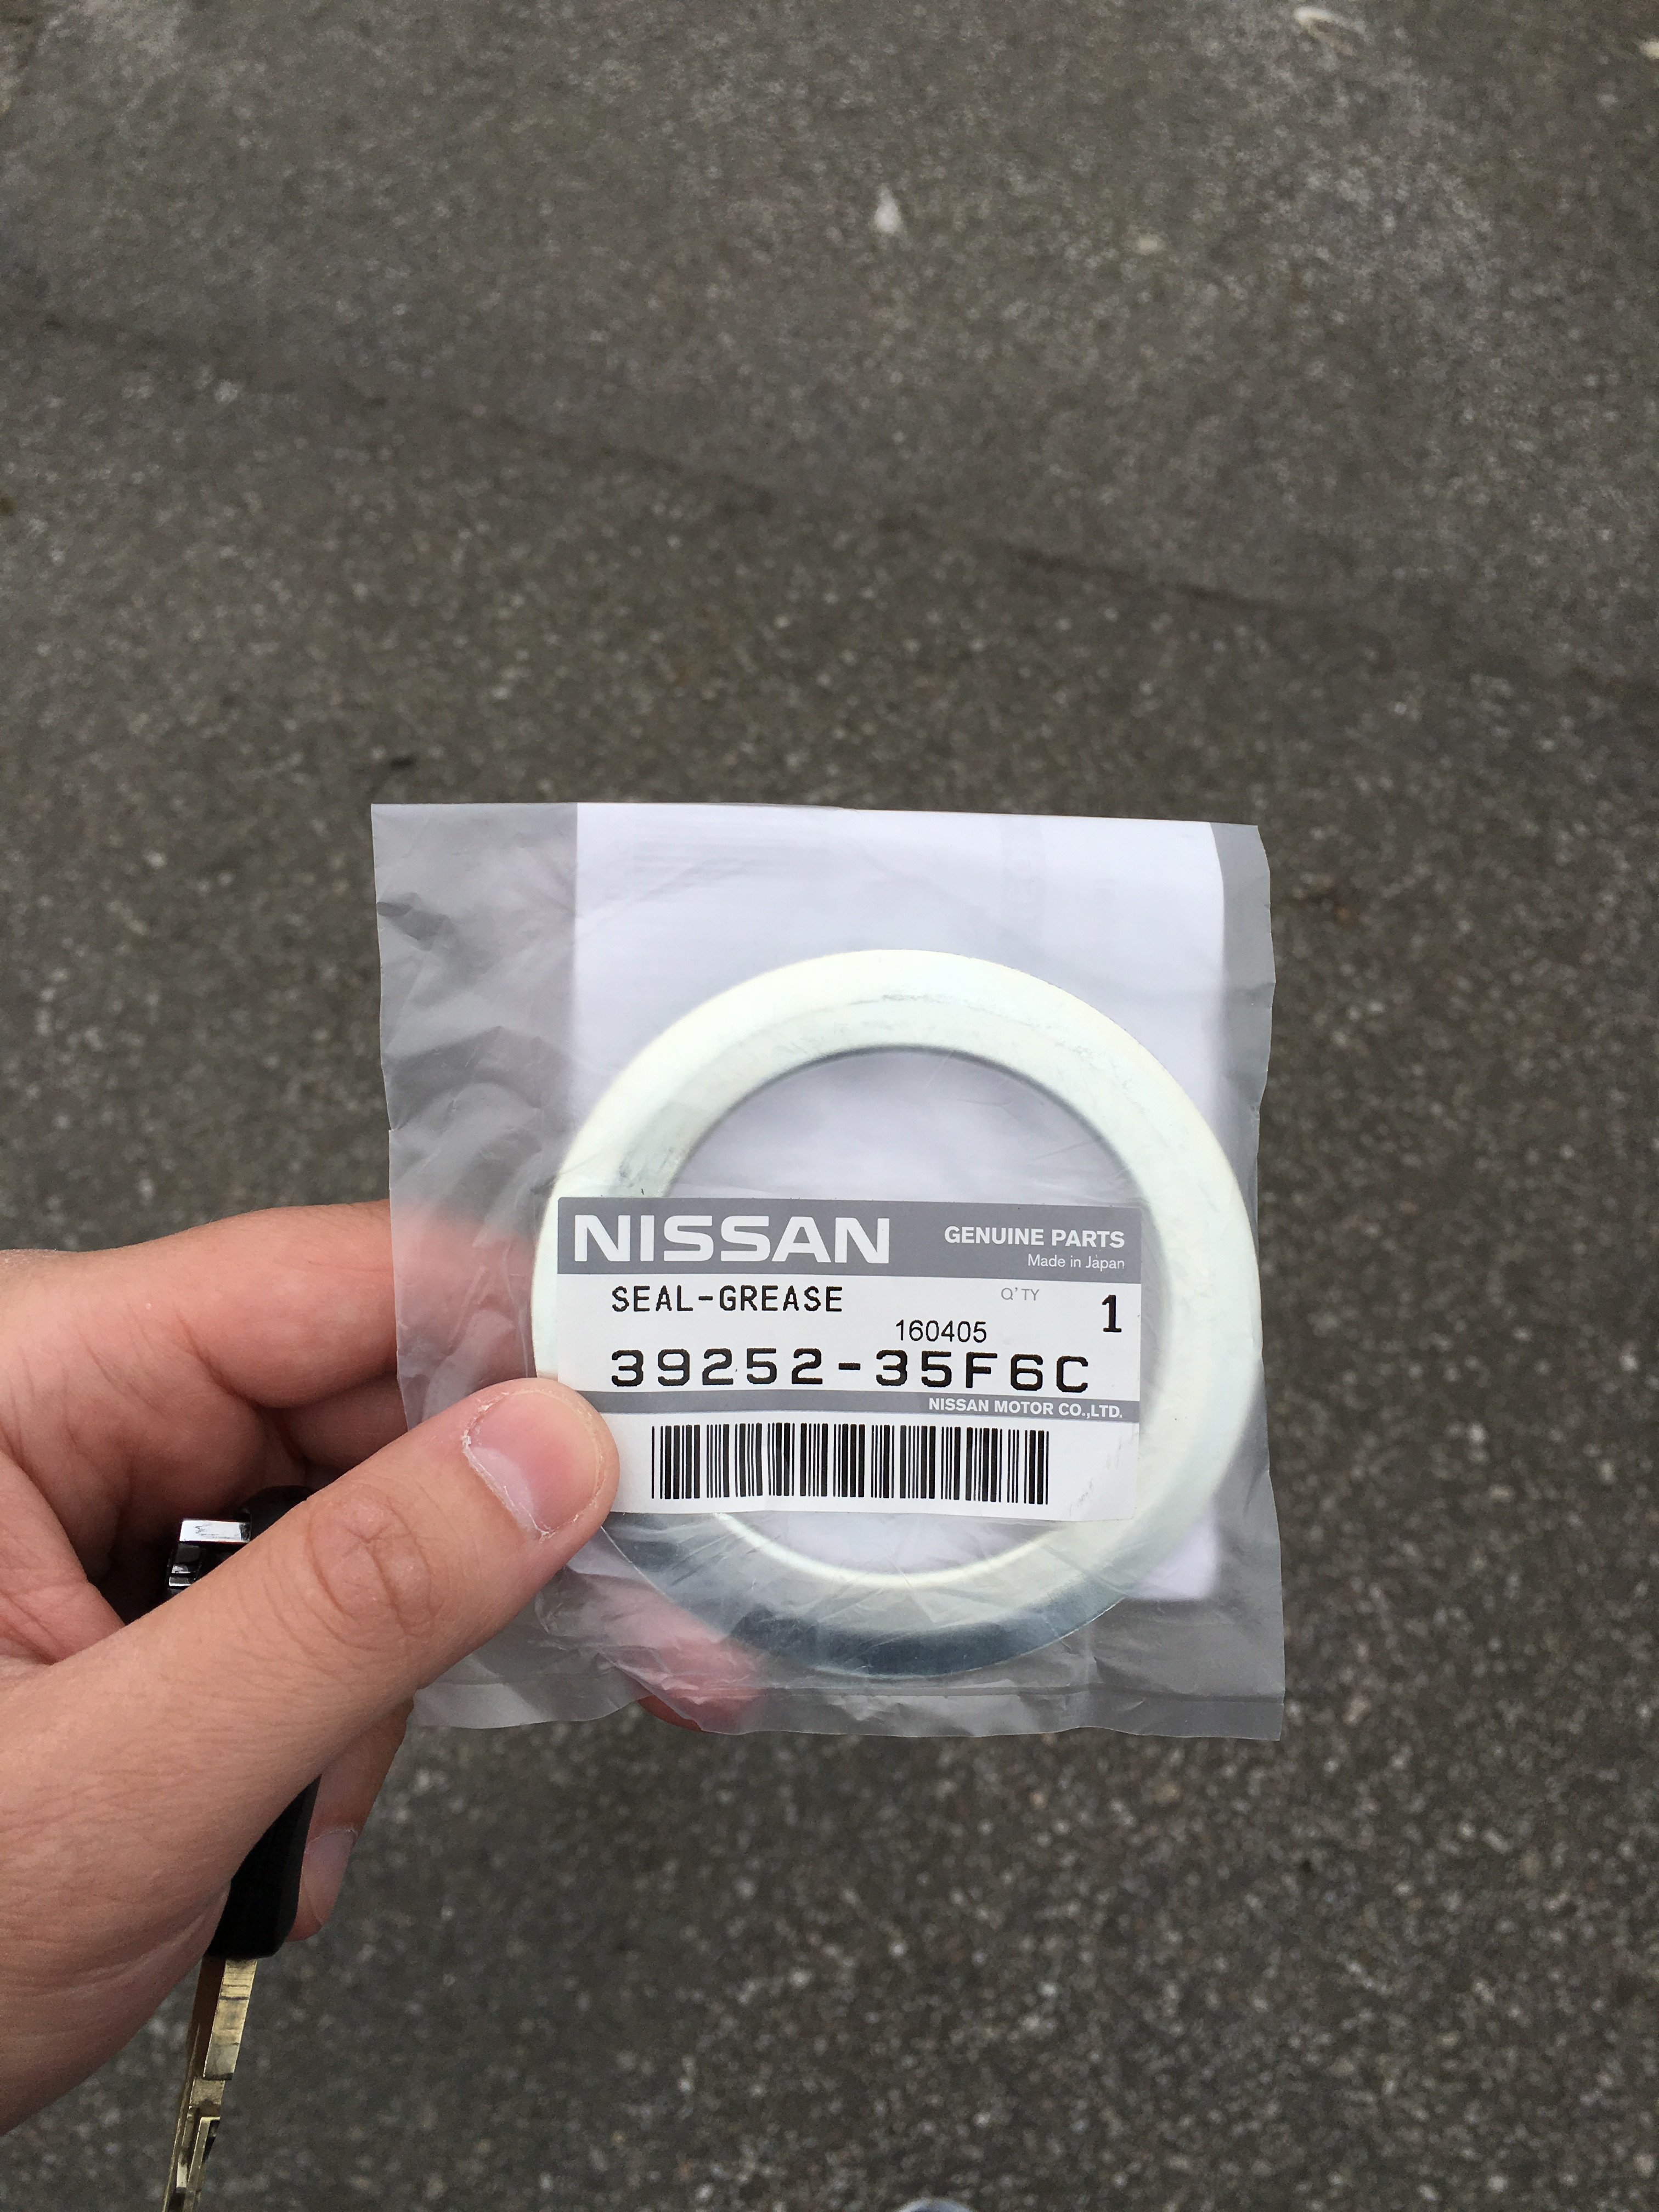 NISSAN GENUINE PARTS
Made in Japan
SEAL-GREASE Q'TY 1
160405
39252-35F6C
NISSAN MOTOR CO.,LTD.